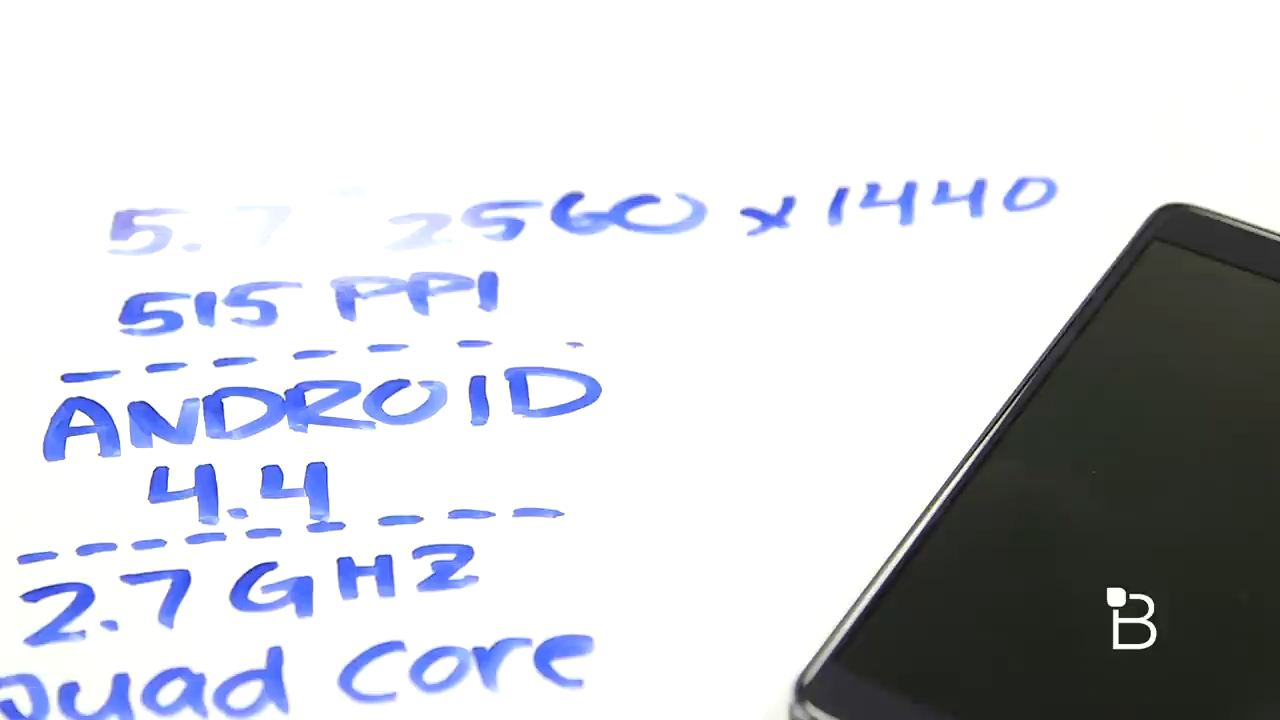 5.7 2560 x 1440
515 PPI
ANDROID
4.4
2.7 GHZ
quad core
B